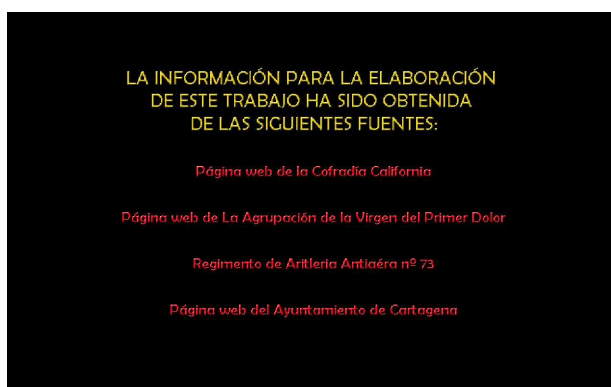 LA INFORMACIÓN PARA LA ELABORACIÓN
DE ESTE TRABAJO HA SIDO OBTENIDA
DE LAS SIGUIENTES FUENTES:
Página web de la Cofradía California
Página web de La Agrupación de la Virgen del Primer Dolor
Regimento de Aritleria Antiaéra nº 73
Página web del Ayuntamiento de Cartagena